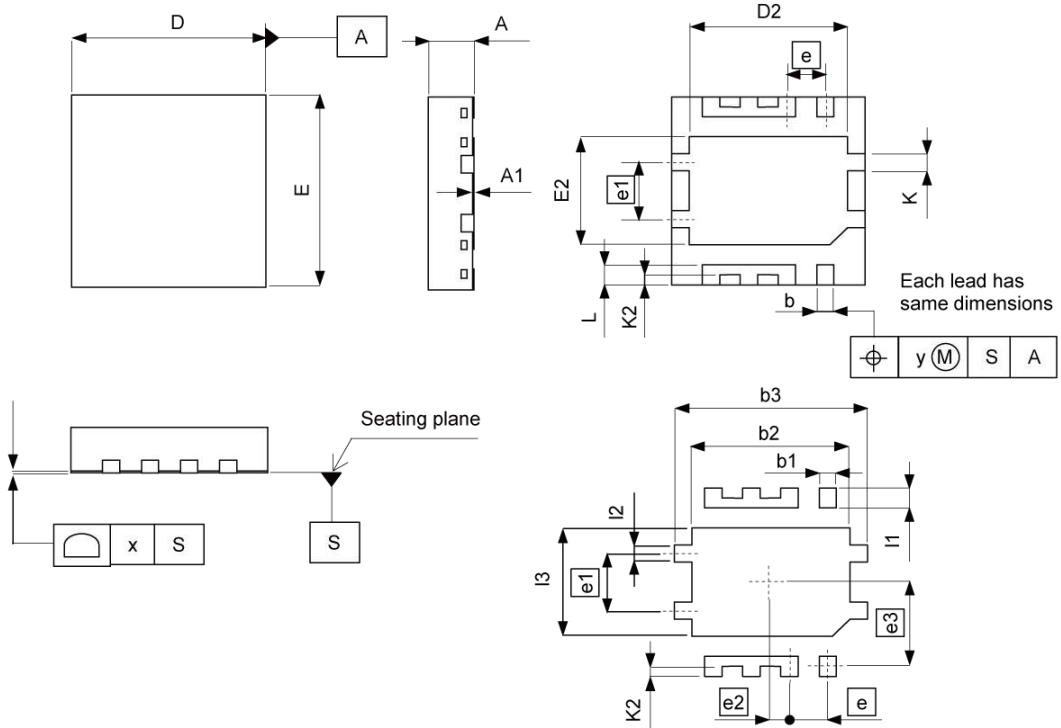 D
A
A
D2
e
E
A1
E2
e1
K
L
K2
b
Each lead has
same dimensions
y M S A
Seating plane
x S
S
b3
b2
b1
l2
l1
l3
e1
e3
K2
e2
e